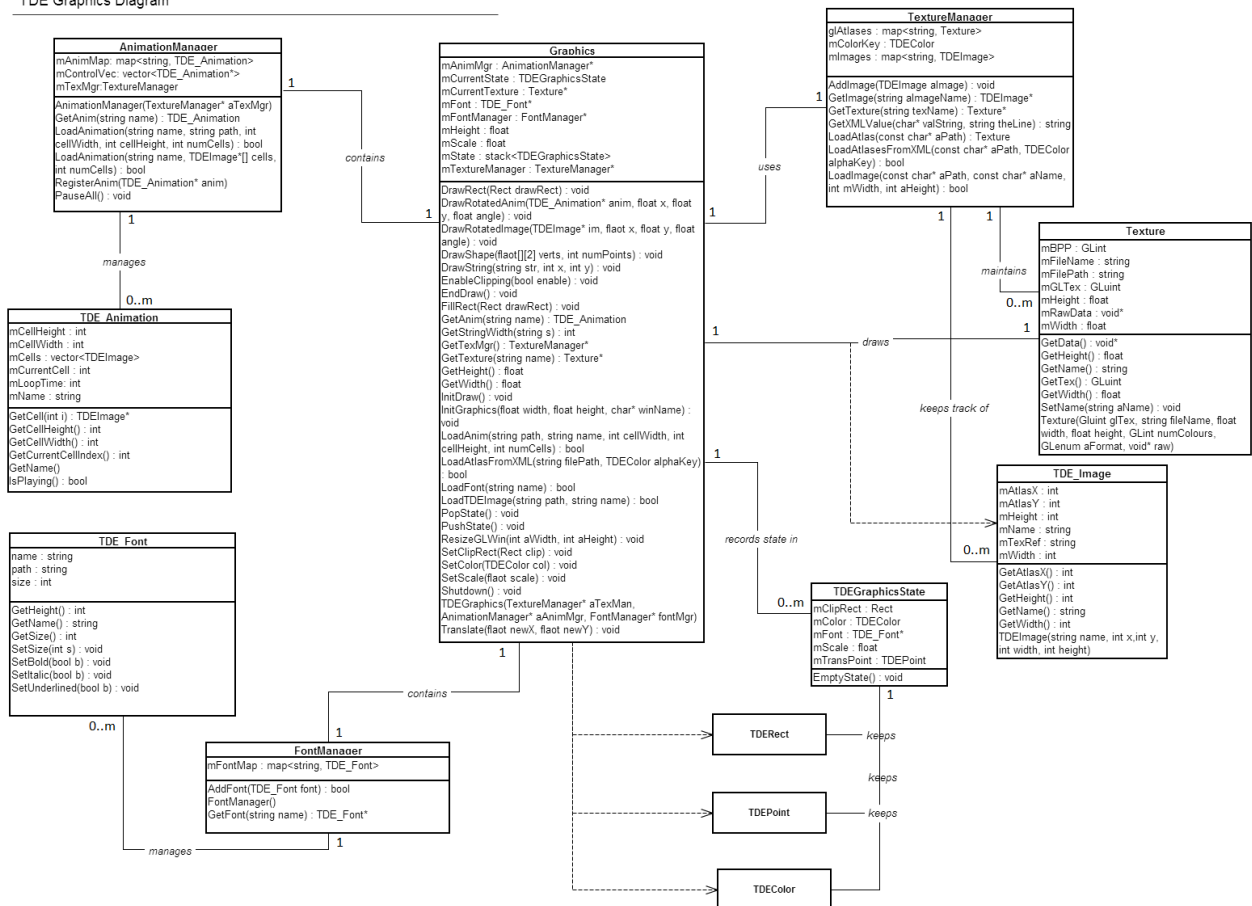 TDE Graphics Diagram
AnimationManager
mAnimMap: map<string, TDE_Animation>
mControlVec: vector<TDE_Animation*>
mTexMgr:TextureManager
AnimationManager(TextureManager* aTexMgr)
GetAnim(string name) : TDE_Animation
LoadAnimation(string name, string path, int
cellWidth, int cellHeight, int numCells) : bool
LoadAnimation(string name, TDEImage*[] cells,
int numCells) : bool
RegisterAnim(TDE_Animation* anim)
PauseAll() : void
1
contains
1
1
manages
0..m
TDE_Animation
mCellHeight : int
mCellWidth : int
mCells : vector<TDEImage>
mCurrentCell : int
mLoopTime: int
mName : string
GetCell(int i) : TDEImage*
GetCellHeight() : int
GetCellWidth() : int
GetCurrentCellIndex() : int
GetName()
IsPlaying() : bool
Graphics
mAnimMgr : AnimationManager*
mCurrentState : TDEGraphicsState
mCurrentTexture : Texture*
mFont : TDE_Font*
mFontManager : FontManager*
mHeight : float
mScale : float
mState : stack<TDEGraphicsState>
mTextureManager : TextureManager*
DrawRect(Rect drawRect) : void
DrawRotatedAnim(TDE_Animation* anim, float x, float
y, float angle) : void
DrawRotatedImage(TDEImage* im, flaot x, float y, float
angle) : void
DrawShape(flaot[][2] verts, int numPoints) : void
DrawString(string str, int x, int y) : void
EnableClipping(bool enable) : void
EndDraw() : void
FillRect(Rect drawRect) : void
GetAnim(string name) : TDE_Animation
GetStringWidth(string s) : int
GetTexMgr() : TextureManager*
GetTexture(string name) : Texture*
GetHeight() : float
GetWidth() : float
InitDraw() : void
InitGraphics(float width, float height, char* winName) :
void
LoadAnim(string path, string name, int cellWidth, int
cellHeight, int numCells) : bool
LoadAtlasFromXML(string filePath, TDEColor alphaKey)
: bool
LoadFont(string name) : bool
LoadTDEImage(string path, string name) : bool
PopState() : void
PushState() : void
ResizeGLWin(int aWidth, int aHeight) : void
SetClipRect(Rect clip) : void
SetColor(TDEColor col) : void
SetScale(flaot scale) : void
Shutdown() : void
TDEGraphics(TextureManager* aTexMan,
AnimationManager* aAnimMgr, FontManager* fontMgr)
Translate(flaot newX, flaot newY) : void
1
uses
1
TextureManager
glAtlases : map<string, Texture>
mColorKey : TDEColor
mImages : map<string, TDEImage>
AddImage(TDEImage aImage) : void
GetImage(string aImageName) : TDEImage*
GetTexture(string texName) : Texture*
GetXMLValue(char* valString, string theLine) : string
LoadAtlas(const char* aPath) : Texture
LoadAtlasesFromXML(const char* aPath, TDEColor
alphaKey) : bool
LoadImage(const char* aPath, const char* aName,
int mWidth, int aHeight) : bool
1
1
maintains
0..m
Texture
mBPP : GLint
mFileName : string
mFilePath : string
mGLTex : GLuint
mHeight : float
mRawData : void*
mWidth : float
GetData() : void*
GetHeight() : float
GetName() : string
GetTex() : GLuint
GetWidth() : float
SetName(string aName) : void
Texture(Gluint glTex, string fileName, float
width, float height, GLint numColours,
GLenum aFormat, void* raw)
1
draws
1
keeps track of
0..m
TDE_Image
mAtlasX : int
mAtlasY : int
mHeight : int
mName : string
mTexRef : string
mWidth : int
GetAtlasX() : int
GetAtlasY() : int
GetHeight() : int
GetName() : string
GetWidth() : int
TDEImage(string name, int x,int y,
int width, int height)
1
records state in
0..m
TDEGraphicsState
mClipRect : Rect
mColor : TDEColor
mFont : TDE_Font*
mScale : float
mTransPoint : TDEPoint
EmptyState() : void
1
TDERect
keeps
keeps
TDEPoint
keeps
TDEColor
TDE_Font
name : string
path : string
size : int
GetHeight() : int
GetName() : string
GetSize() : int
SetSize(int s) : void
SetBold(bool b) : void
SetItalic(bool b) : void
SetUnderlined(bool b) : void
0..m
manages
1
1
contains
1
FontManager
mFontMap : map<string, TDE_Font>
AddFont(TDE_Font font) : bool
FontManager()
GetFont(string name) : TDE_Font*